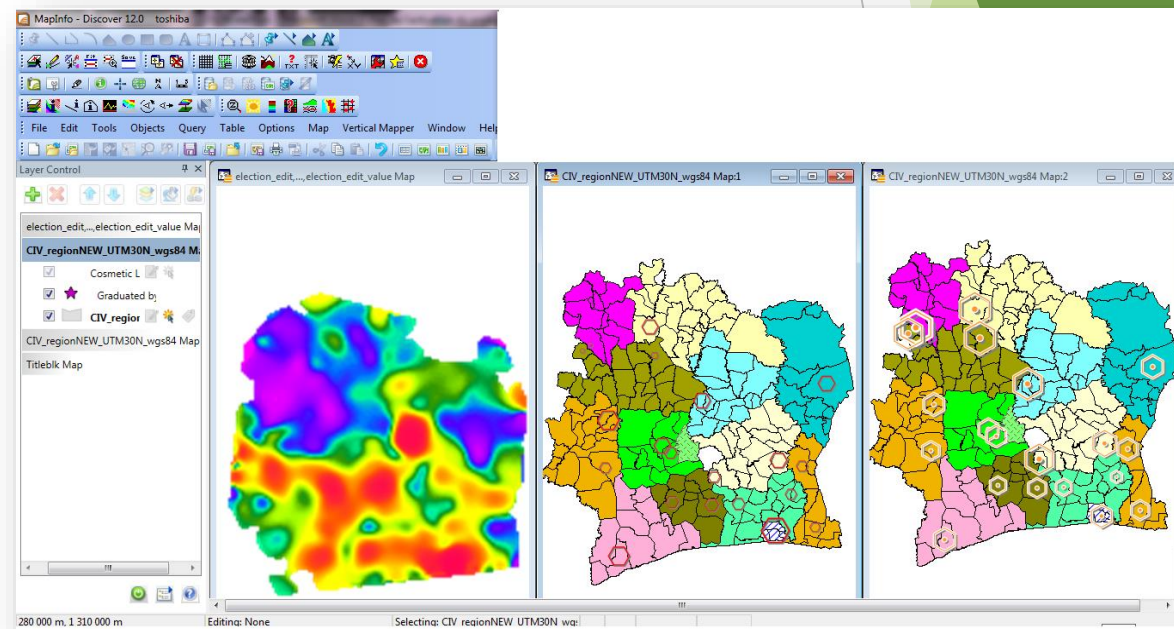 MapInfo - Discover 12.0 toshiba
File Edit Tools Objects Query Table Options Map Vertical Mapper Window Help
Layer Control
election_edit,...,election_edit_value Map
CIV_regionNEW_UTM30N_wgs84 Map:1
CIV_regionNEW_UTM30N_wgs84 Map:2
election_edit,...,election_edit_value Map
CIV_regionNEW_UTM30N_wgs84 M
Cosmetic L
Graduated by
CIV_region
CIV_regionNEW_UTM30N_wgs84 Map
Titleblk Map
280 000 m, 1 310 000 m
Editing: None
Selecting: CIV_regionNEW_UTM30N_wgs